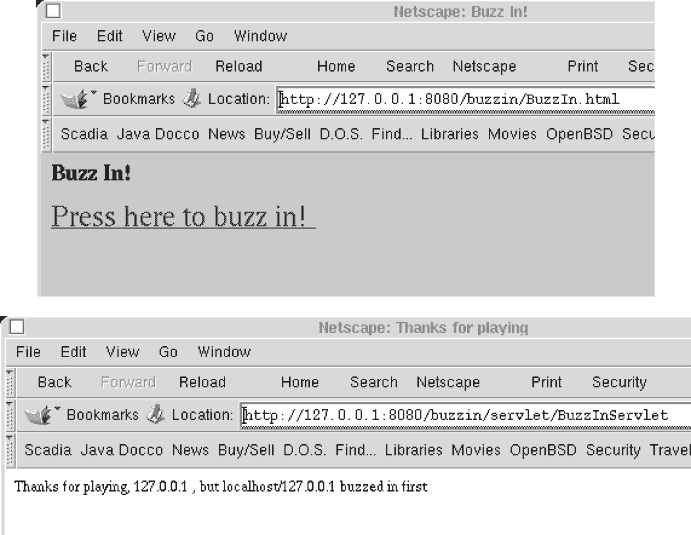 Netscape: Buzz In!
File Edit View Go Window
Back Forward Reload Home Search Netscape Print Sec
Bookmarks Location: http://127.0.0.1:8080/buzzin/BuzzIn.html
Scadia Java Docco News Buy/Sell D.O.S. Find... Libraries Movies OpenBSD Secu
Buzz In!
Press here to buzz in!
Netscape: Thanks for playing
File Edit View Go Window
Back Forward Reload Home Search Netscape Print Security
Bookmarks Location: http://127.0.0.1:8080/buzzin/servlet/BuzzInServlet
Scadia Java Docco News Buy/Sell D.O.S. Find... Libraries Movies OpenBSD Security Travel
Thanks for playing, 127.0.0.1 , but localhost/127.0.0.1 buzzed in first